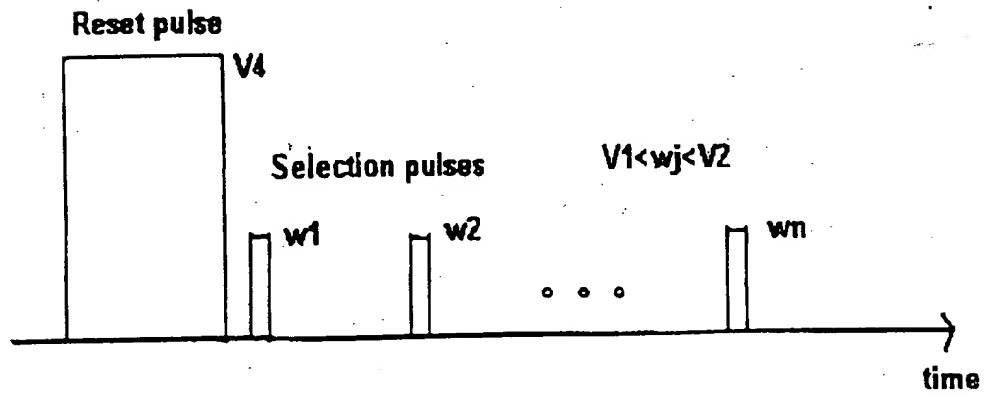 Reset pulse
V4
Selection pulses
V1<wj<V2
w1
w2
wn
time